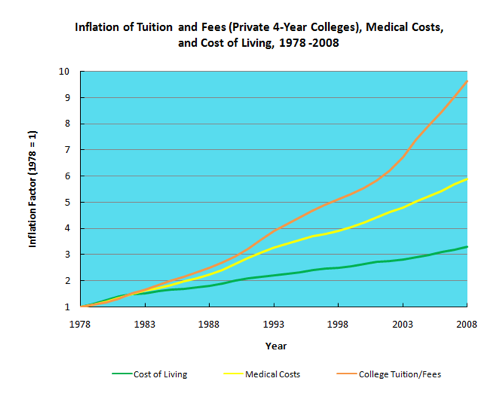 Inflation of Tuition and Fees (Private 4-Year Colleges), Medical Costs,
and Cost of Living, 1978 -2008
10
9
8
7
6
5
4
3
2
1
Inflation Factor (1978 = 1)
1978 1983 1988 1993 1998 2003 2008
Year
Cost of Living Medical Costs College Tuition/Fees